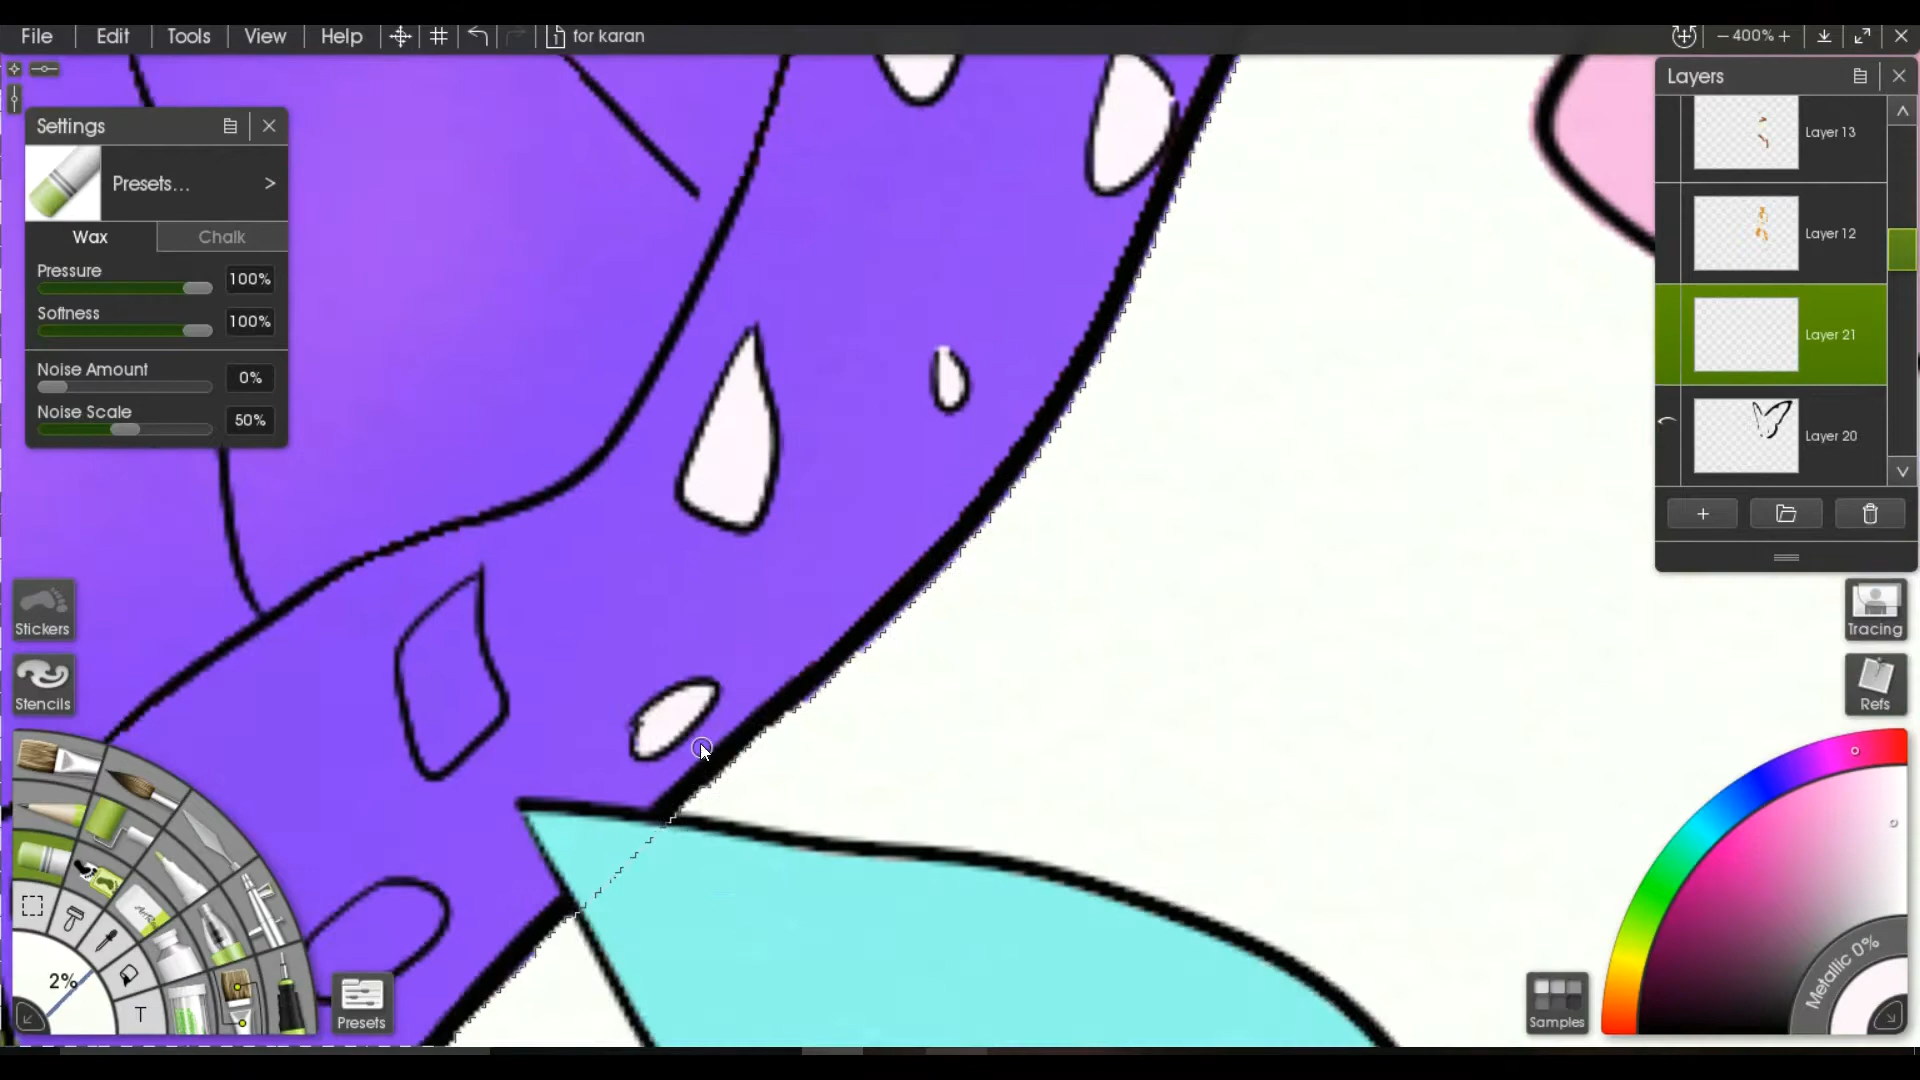 File Edit Tools View Help for karan 400%
Settings
Presets...
Wax Chalk
Pressure 100%
Softness 100%
Noise Amount 0%
Noise Scale 50%
Layers
Layer 13
Layer 12
Layer 21
Layer 20
Stickers
Stencils
Tracing
Refs
2%
T
Presets
Samples
Metallic 0%